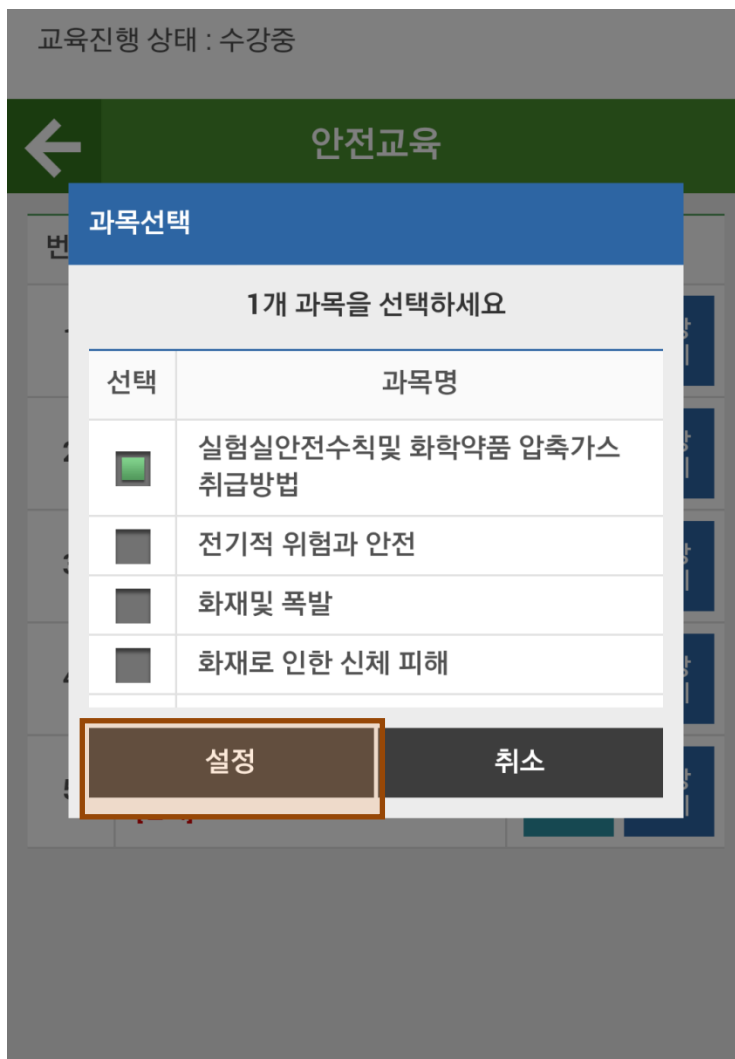 교육진행 상태 : 수강중
안전교육
과목선택
번
1개 과목을 선택하세요
선택 과목명
실험실안전수칙및 화학약품 압축가스
취급방법
전기적 위험과 안전
화재및 폭발
화재로 인한 신체 피해
설정 취소